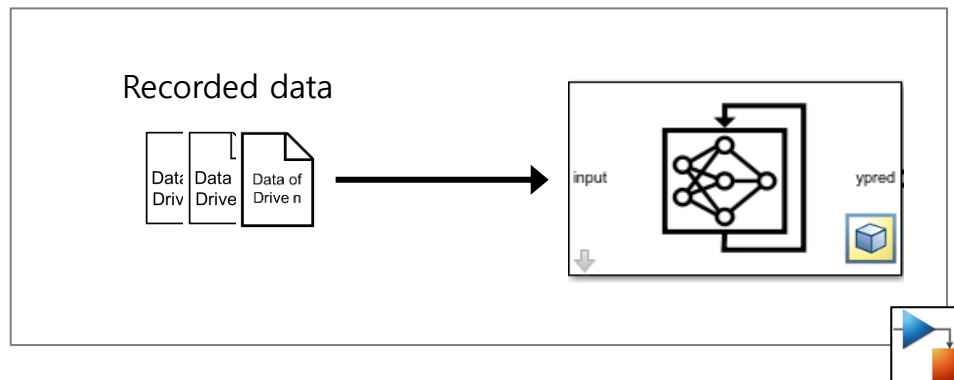 Recorded data
Data
Driv
Data
Drive
Data of
Drive n
input
ypred